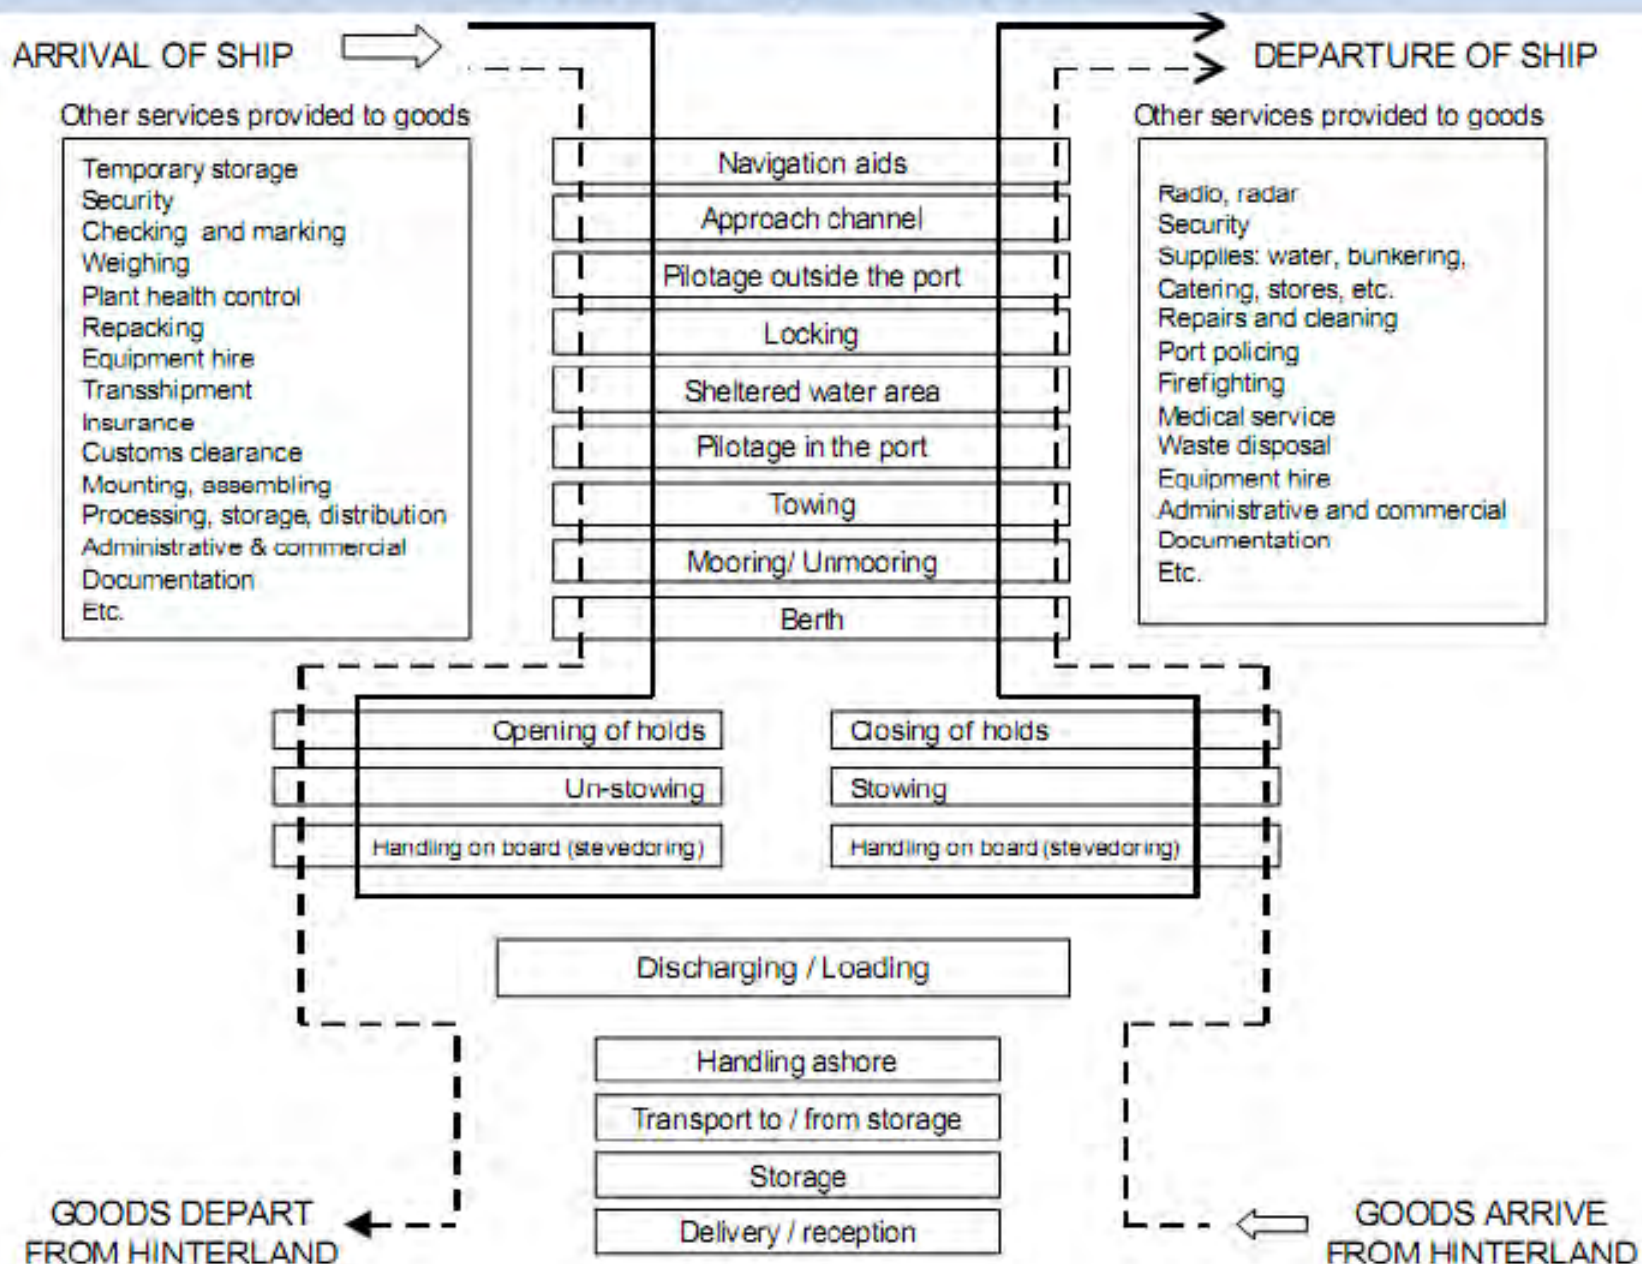 ARRIVAL OF SHIP
Other services provided to goods
Temporary storage
Security
Checking and marking
Weighing
Plant health control
Repacking
Equipment hire
Transshipment
Insurance
Customs clearance
Mounting, assembling
Processing, storage, distribution
Administrative & commercial
Documentation
Etc.
Navigation aids
Approach channel
Pilotage outside the port
Locking
Sheltered water area
Pilotage in the port
Towing
Mooring/ Unmooring
Berth
DEPARTURE OF SHIP
Other services provided to goods
Radio, radar
Security
Supplies: water, bunkering,
Catering, stores, etc.
Repairs and cleaning
Port policing
Firefighting
Medical service
Waste disposal
Equipment hire
Administrative and commercial
Documentation
Etc.
Opening of holds
Un-stowing
Handling on board (stevedoring)
Closing of holds
Stowing
Handling on board (stevedoring)
Discharging / Loading
Handling ashore
Transport to / from storage
Storage
Delivery / reception
GOODS DEPART
FROM HINTERLAND
GOODS ARRIVE
FROM HINTERLAND